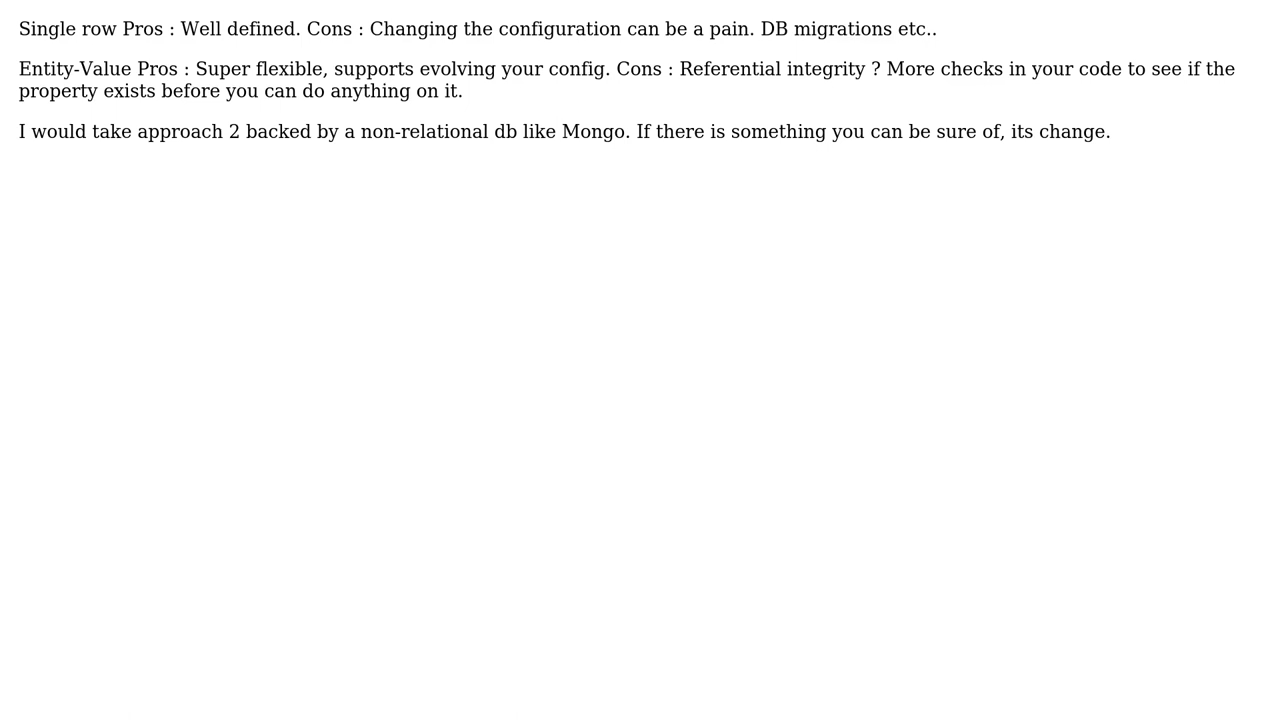 Single row Pros : Well defined. Cons : Changing the configuration can be a pain. DB migrations etc..
Entity-Value Pros : Super flexible, supports evolving your config. Cons : Referential integrity ? More checks in your code to see if the
property exists before you can do anything on it.
I would take approach 2 backed by a non-relational db like Mongo. If there is something you can be sure of, its change.